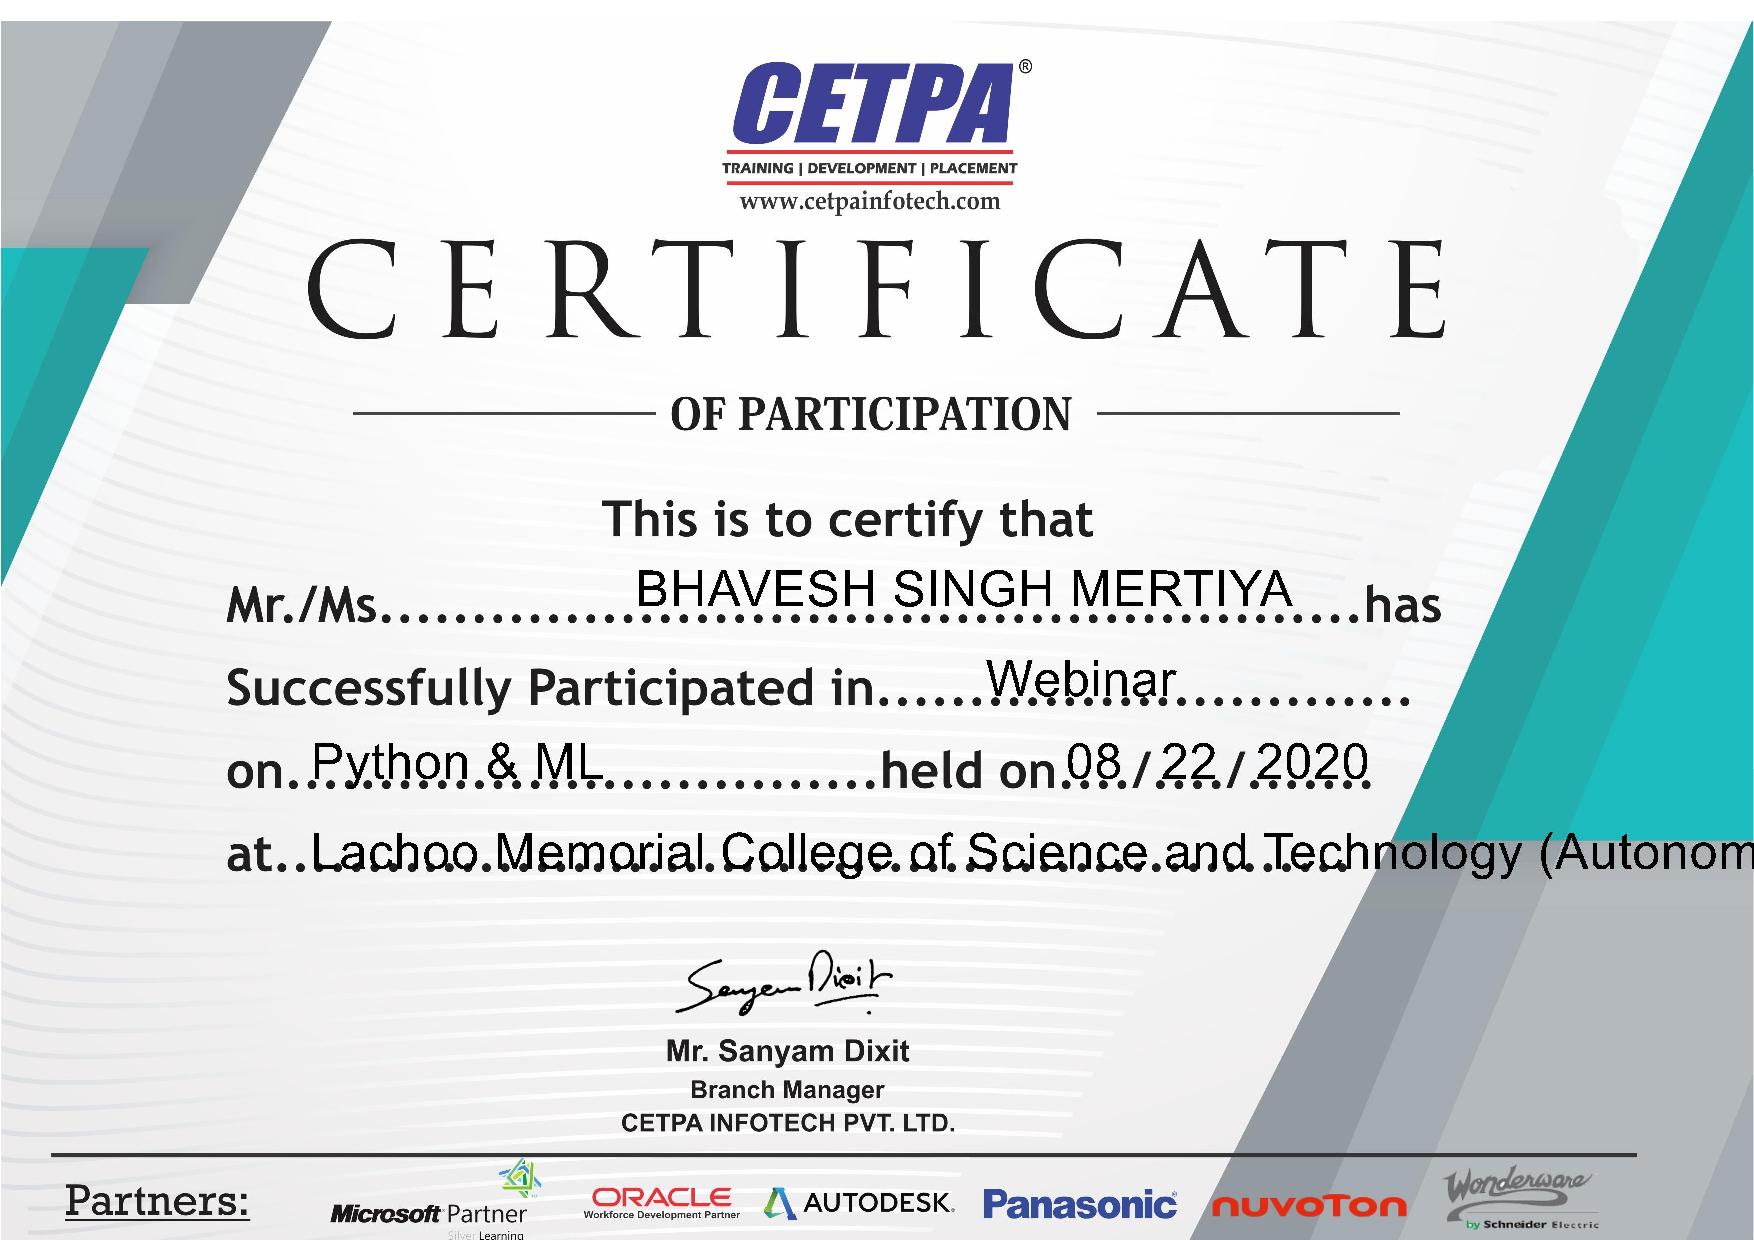 CETPA®
TRAINING | DEVELOPMENT | PLACEMENT
www.cetpainfotech.com
CERTIFICATE
OF PARTICIPATION
This is to certify that
Mr./Ms.....................BHAVESH SINGH MERTIYA.....has
Successfully Participated in......Webinar.............
on..Python & ML...............held on 08/22/2020
at..Lachoo Memorial College of Science and Technology (Autonom
Sanyam Dixit
Mr. Sanyam Dixit
Branch Manager
CETPA INFOTECH PVT. LTD.
Partners:
Microsoft Partner
Silver Learning
ORACLE
Workforce Development Partner
AUTODESK.
Panasonic
nuvoTon
Wonderware
by Schneider Electric